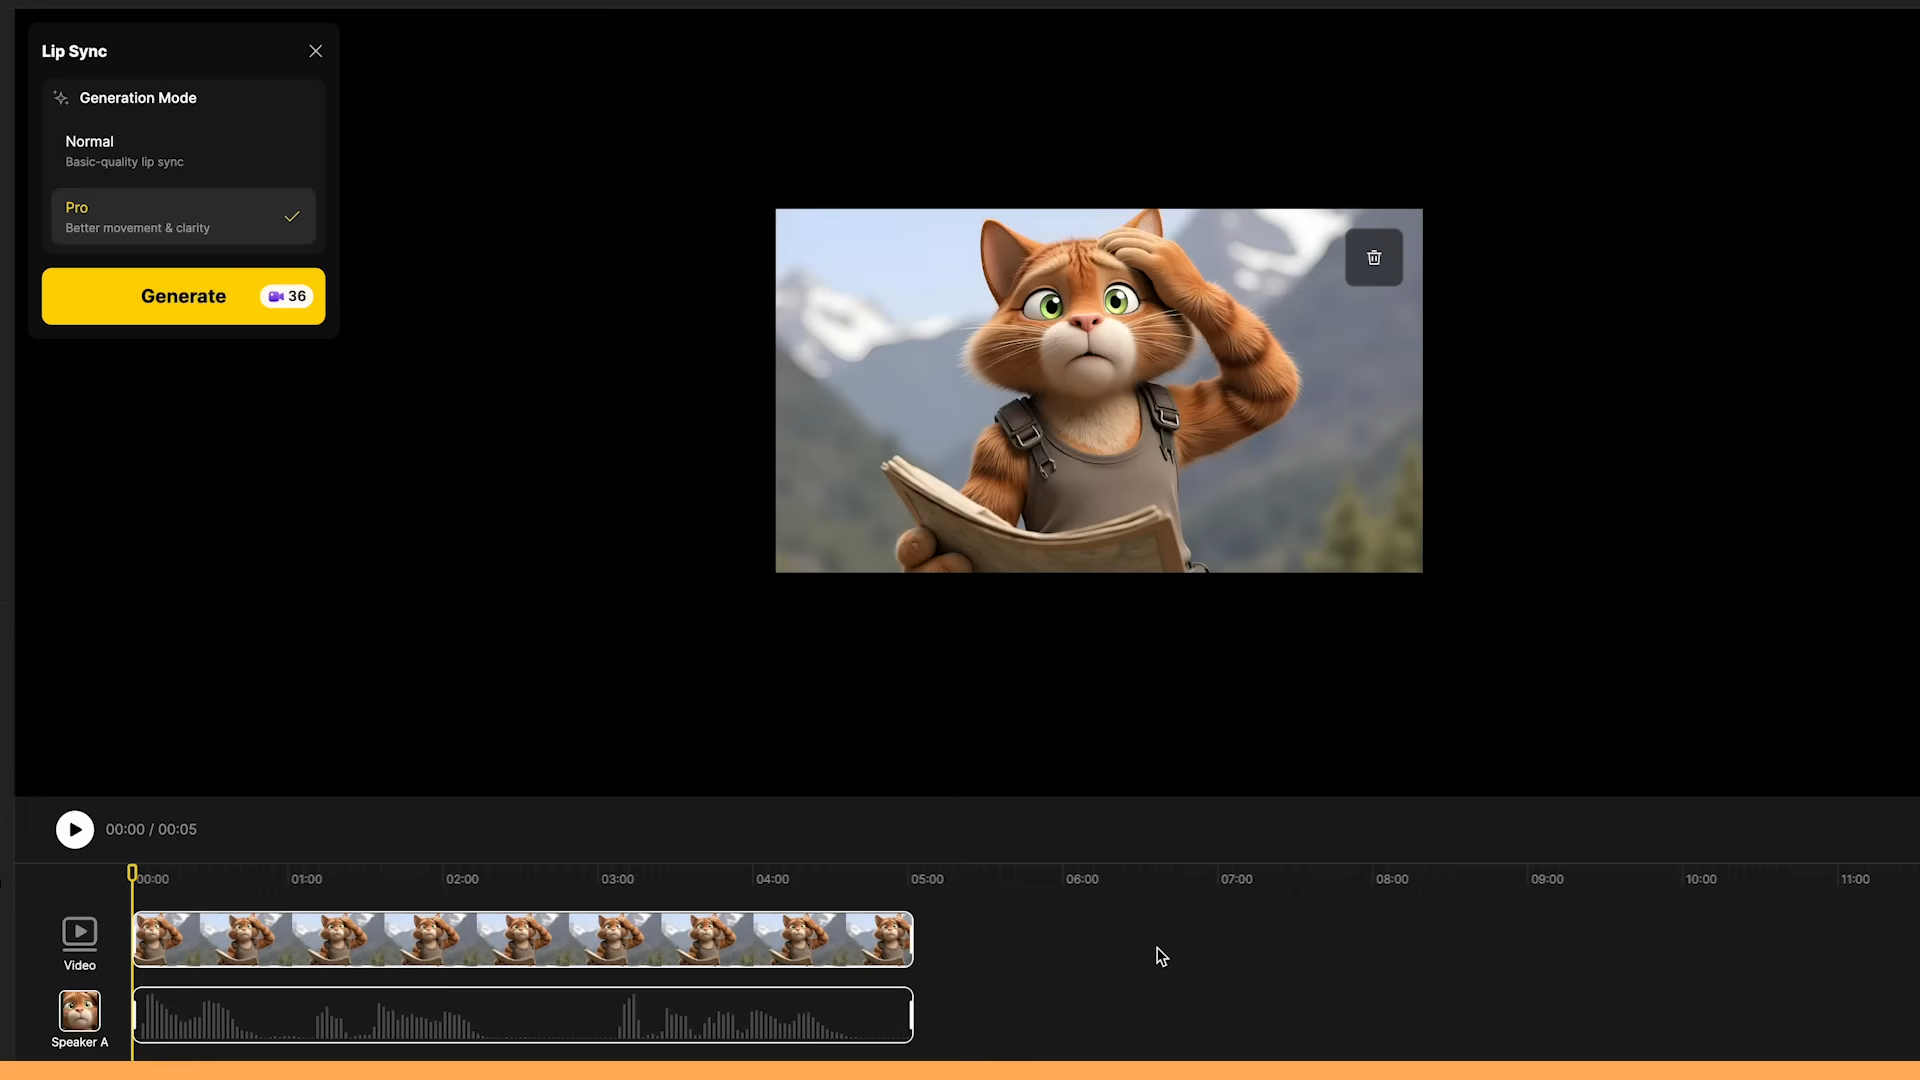 Lip Sync
Generation Mode
Normal
Basic-quality lip sync
Pro
Better movement & clarity
Generate 36
00:00 / 00:05
00:00 01:00 02:00 03:00 04:00 05:00 06:00 07:00 08:00 09:00 10:00 11:00
Video
Speaker A